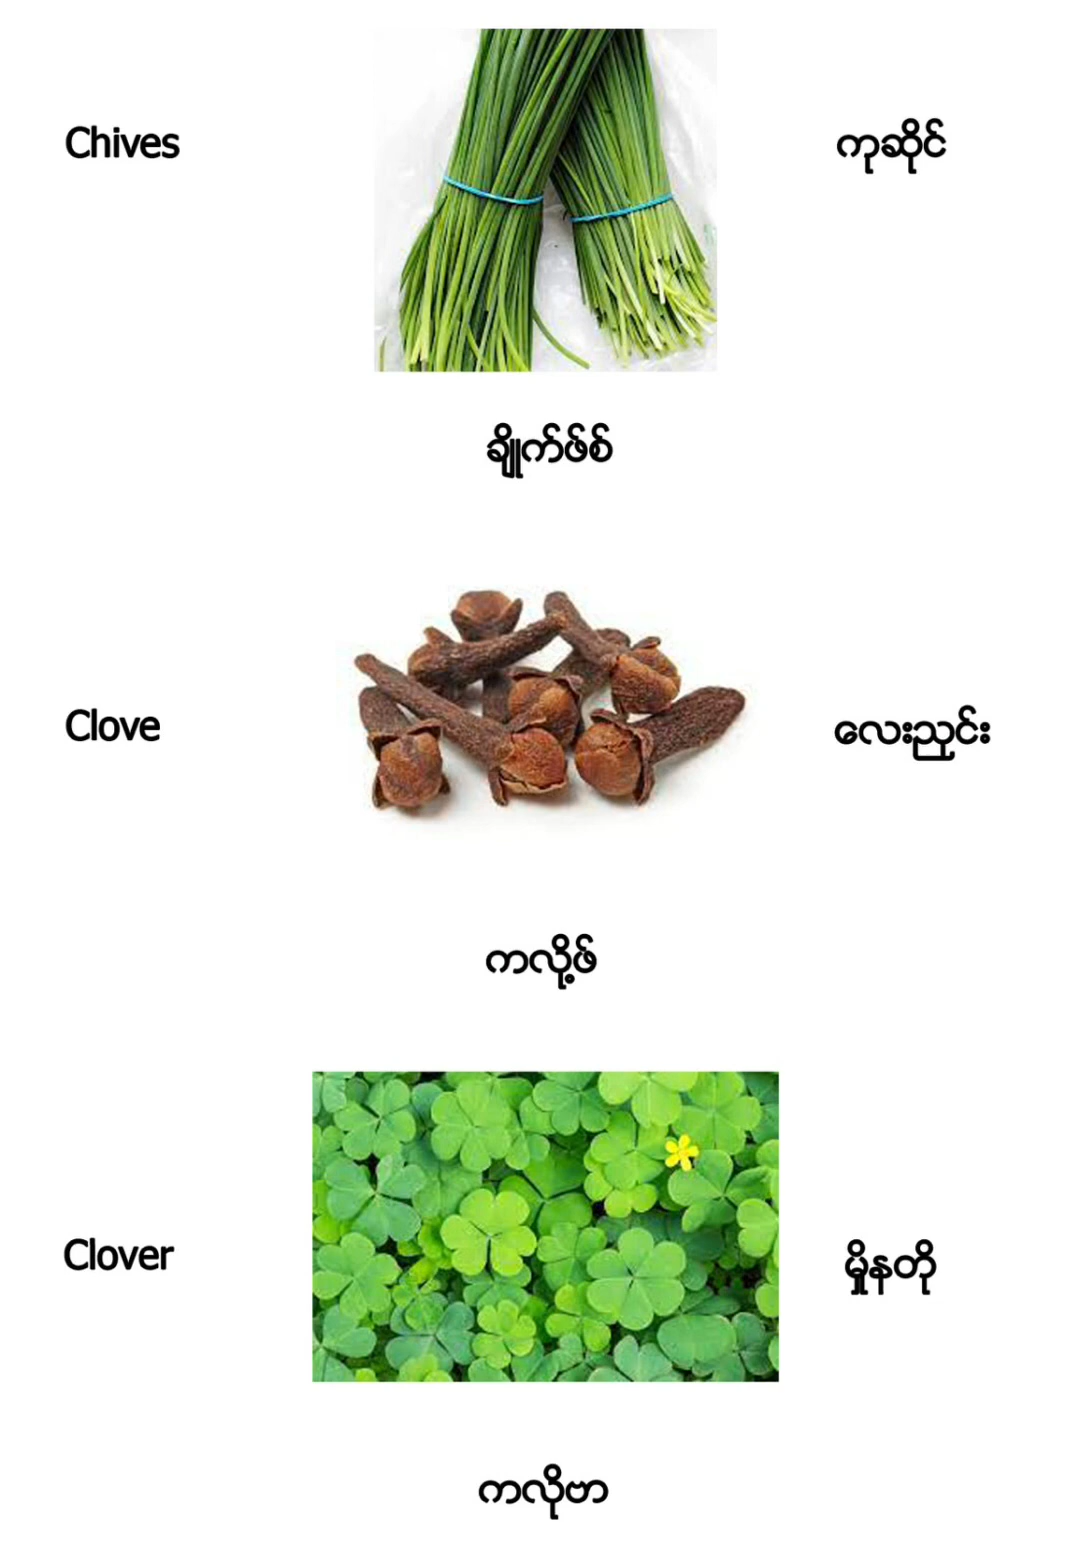 Chives
ကုဆိုင်
ချိုက်ဖ်စ်
Clove
လေးညှင်း
ကလို့ဖ်
Clover
မှိုနတို
ကလိုဗာ